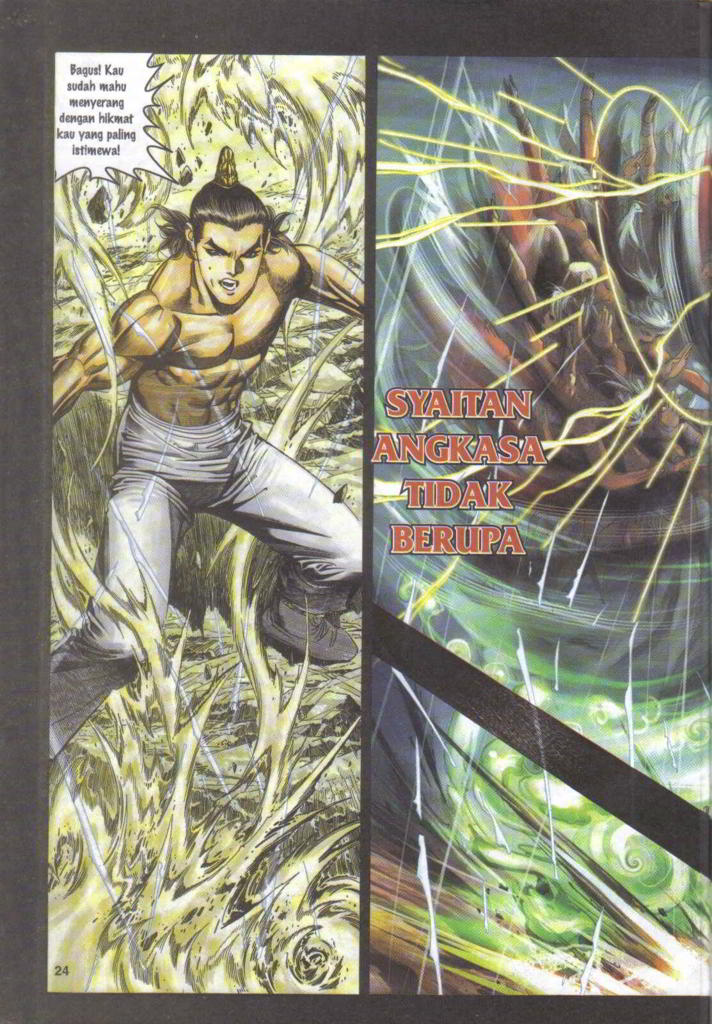 Bagus! Kau
sudah mahu
menyerang
dengan hikmat
kau yang paling
istimewa!
SYAITAN
ANGKASA
TIDAK
BERUPA
24